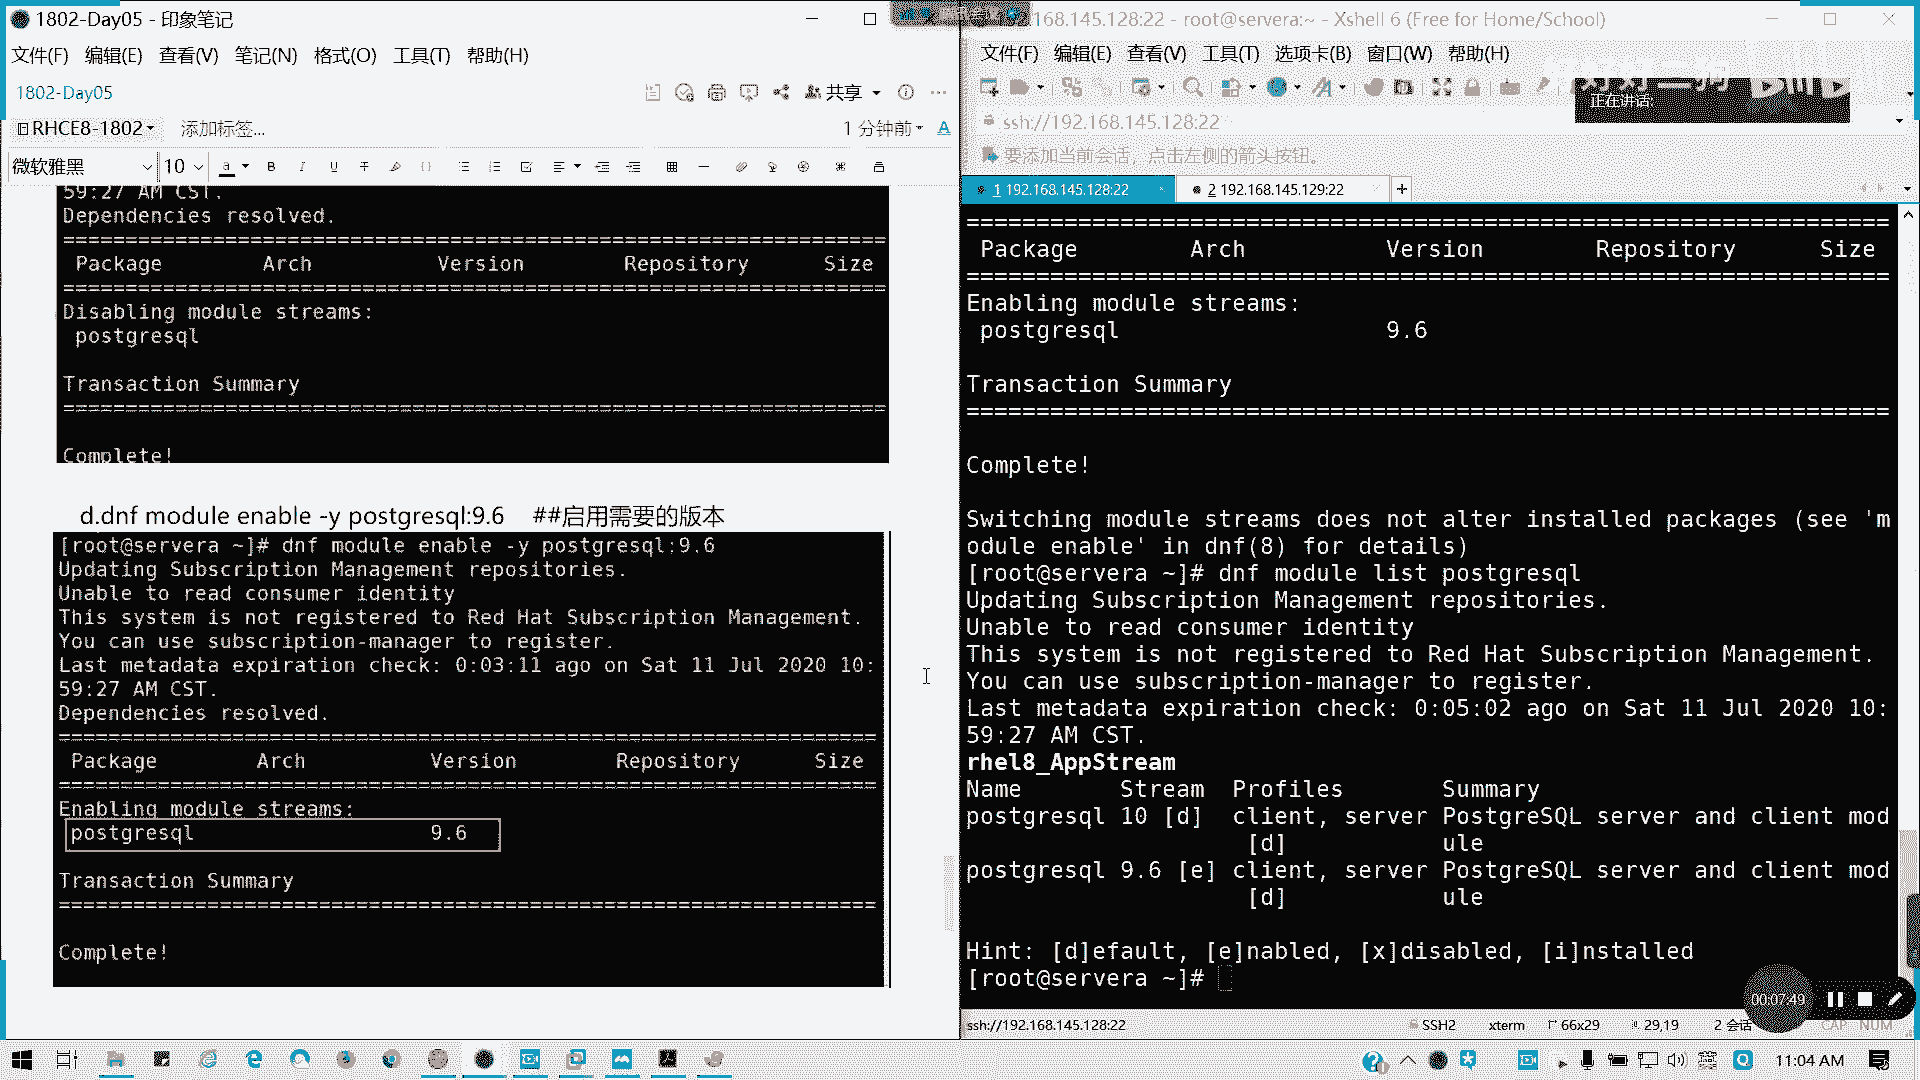 1802-Day05 - 印象笔记
文件(F) 编辑(E) 查看(V) 笔记(N) 格式(O) 工具(T) 帮助(H)
1802-Day05
共享
RHCE8-1802
添加标签...
1 分钟前
微软雅黑
10
59:27 AM CST.
Dependencies resolved.
Package Arch Version Repository Size
Disabling module streams:
postgresql
Transaction Summary
Complete!
d.dnf module enable -y postgresql:9.6 ##启用需要的版本
[root@servera ~]# dnf module enable -y postgresql:9.6
Updating Subscription Management repositories.
Unable to read consumer identity
This system is not registered to Red Hat Subscription Management.
You can use subscription-manager to register.
Last metadata expiration check: 0:03:11 ago on Sat 11 Jul 2020 10:
59:27 AM CST.
Dependencies resolved.
Package Arch Version Repository Size
Enabling module streams:
postgresql 9.6
Transaction Summary
Complete!
168.145.128:22 - root@servera:~ - Xshell 6 (Free for Home/School)
文件(F) 编辑(E) 查看(V) 工具(T) 选项卡(B) 窗口(W) 帮助(H)
正在讲话:
ssh://192.168.145.128:22
要添加当前会话，点击左侧的箭头按钮。
1 192.168.145.128:22
2 192.168.145.129:22
Package Arch Version Repository Size
Enabling module streams:
postgresql 9.6
Transaction Summary
Complete!
Switching module streams does not alter installed packages (see 'm
odule enable' in dnf(8) for details)
[root@servera ~]# dnf module list postgresql
Updating Subscription Management repositories.
Unable to read consumer identity
This system is not registered to Red Hat Subscription Management.
You can use subscription-manager to register.
Last metadata expiration check: 0:05:02 ago on Sat 11 Jul 2020 10:
59:27 AM CST.
rhel8_AppStream
Name Stream Profiles Summary
postgresql 10 [d] client, server PostgreSQL server and client mod
[d] ule
postgresql 9.6 [e] client, server PostgreSQL server and client mod
[d] ule
Hint: [d]efault, [e]nabled, [x]disabled, [i]nstalled
[root@servera ~]#
00:07:49
ssh://192.168.145.128:22
SSH2 xterm 66x29 29,19 2 会话 CAP NUM
11:04 AM